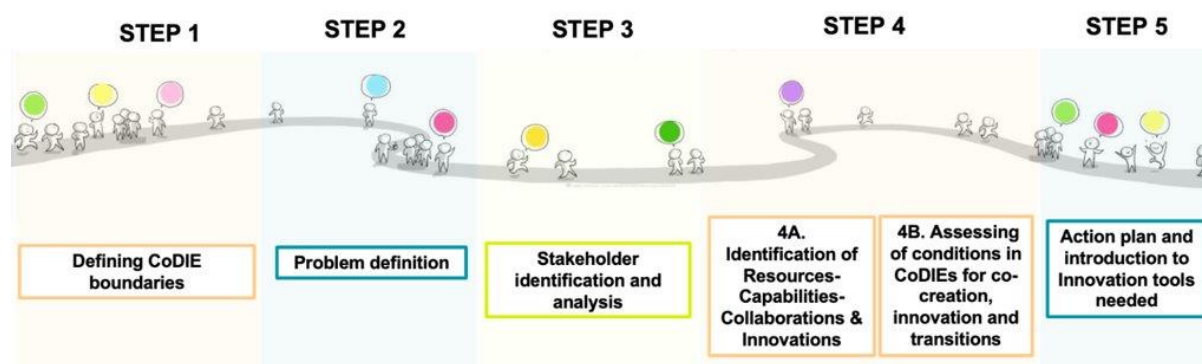 STEP 1
STEP 2
STEP 3
STEP 4
STEP 5
Defining CoDIE
boundaries
Problem definition
Stakeholder
identification and
analysis
4A.
Identification of
Resources-
Capabilities-
Collaborations &
Innovations
4B. Assessing
of conditions in
CoDIEs for co-
creation,
innovation and
transitions
Action plan and
introduction to
Innovation tools
needed